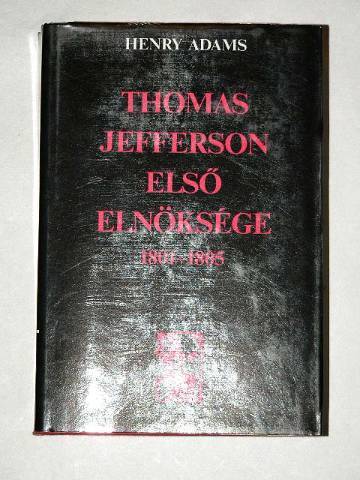 HENRY ADAMS
THOMAS
JEFFERSON
ELSŐ
ELNÖKSÉGE
1801–1805